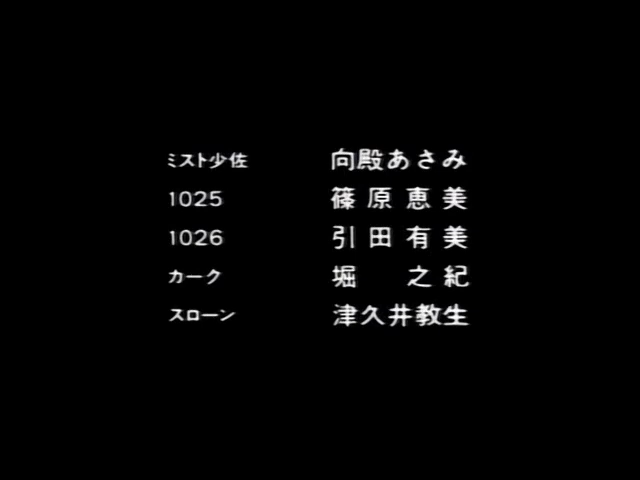 ミスト少佐 向殿あさみ
1025 篠原恵美
1026 引田有美
カーク 堀 之紀
スローン 津久井教生